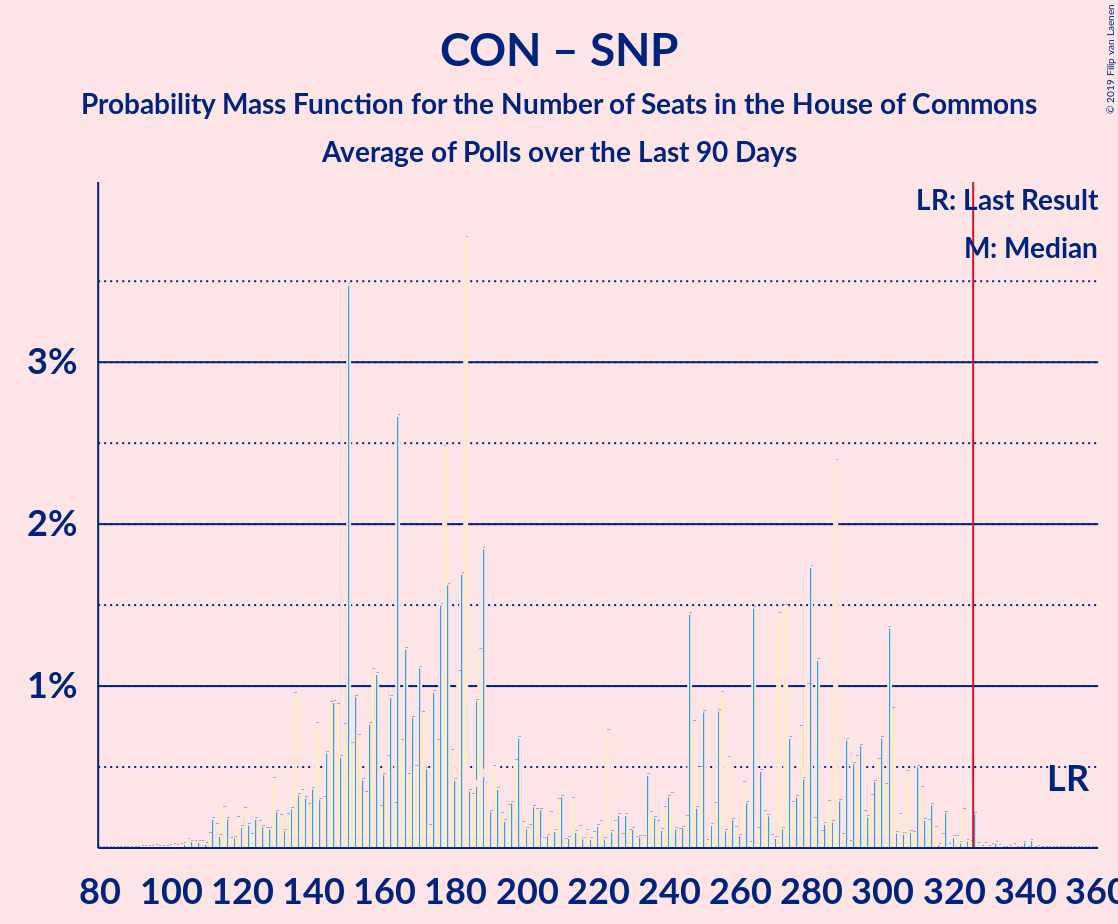 CON – SNP
Probability Mass Function for the Number of Seats in the House of Commons
Average of Polls over the Last 90 Days
© 2019 Filip van Laenen
LR: Last Result
M: Median
3%
2%
1%
LR
80 100 120 140 160 180 200 220 240 260 280 300 320 340 360